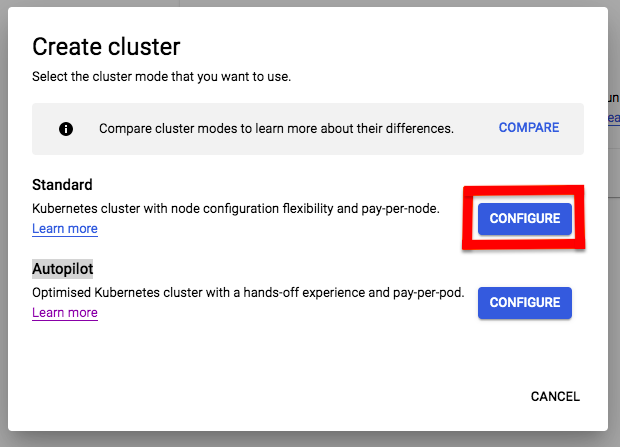 Create cluster
Select the cluster mode that you want to use.
Compare cluster modes to learn more about their differences.
COMPARE
Standard
Kubernetes cluster with node configuration flexibility and pay-per-node.
Learn more
CONFIGURE
Autopilot
Optimised Kubernetes cluster with a hands-off experience and pay-per-pod.
Learn more
CONFIGURE
CANCEL